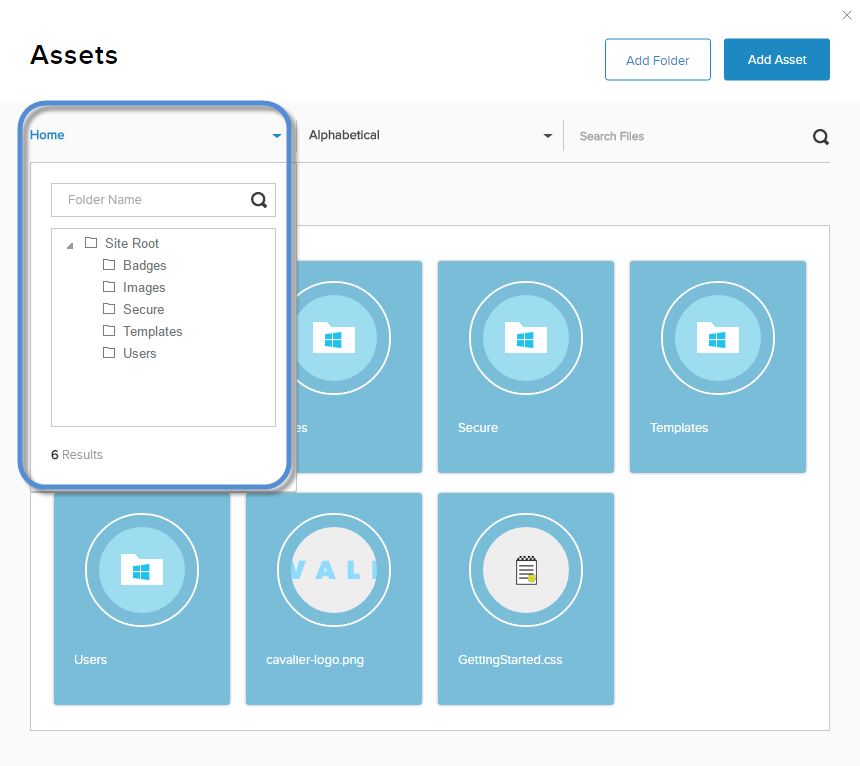 Assets
Add Folder
Add Asset
Home
Alphabetical
Search Files
Folder Name
Site Root
Badges
Images
Secure
Templates
Users
6 Results
es
Secure
Templates
VALI
Users
cavalier-logo.png
GettingStarted.css